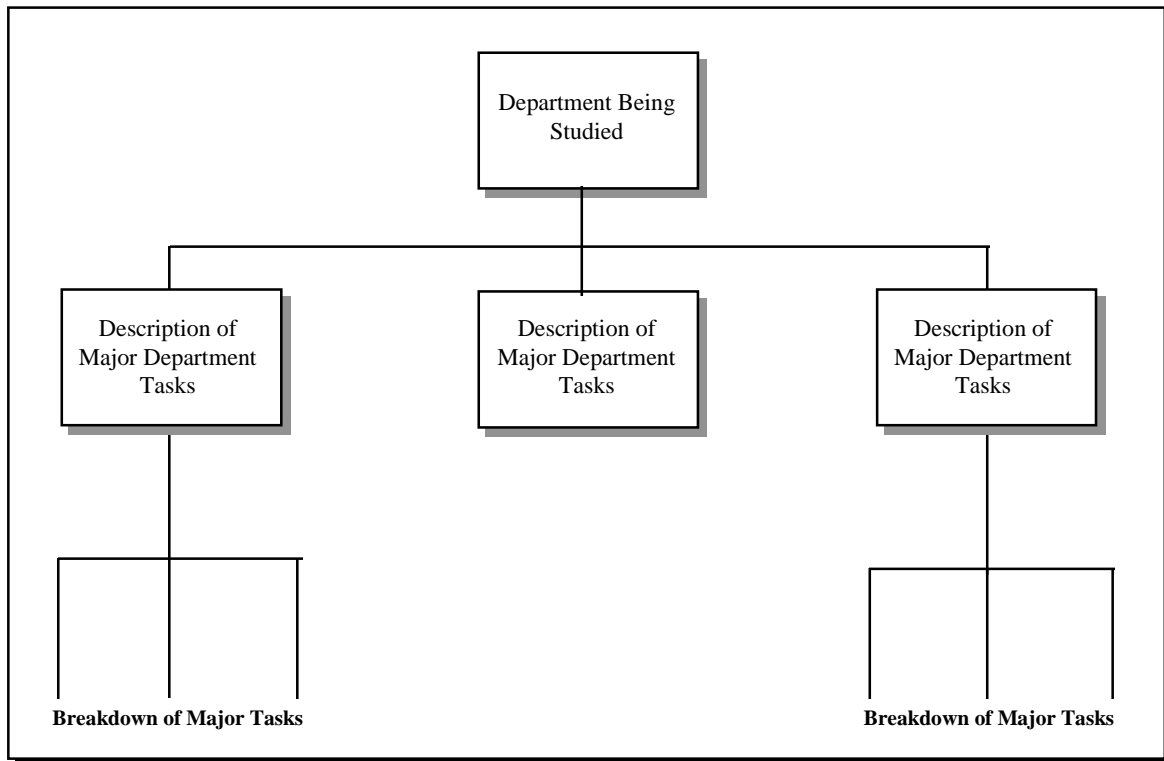 Department Being
Studied
Description of
Major Department
Tasks
Description of
Major Department
Tasks
Description of
Major Department
Tasks
Breakdown of Major Tasks
Breakdown of Major Tasks